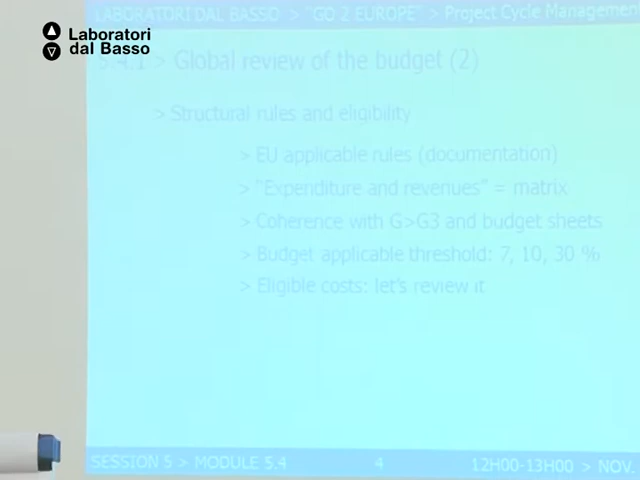 LABORATORI DAL BASSO > "GO 2 EUROPE" > Project Cycle Managemen
Laboratori
dal Basso
5.4.1 > Global review of the budget (2)
> Structural rules and eligibility
> EU applicable rules (documentation)
> "Expenditure and revenues" = matrix
> Coherence with G>G3 and budget sheets
> Budget applicable threshold: 7, 10, 30 %
> Eligible costs: let's review it
SESSION 5 > MODULE 5.4 4 12H00-13H00 > NOV.